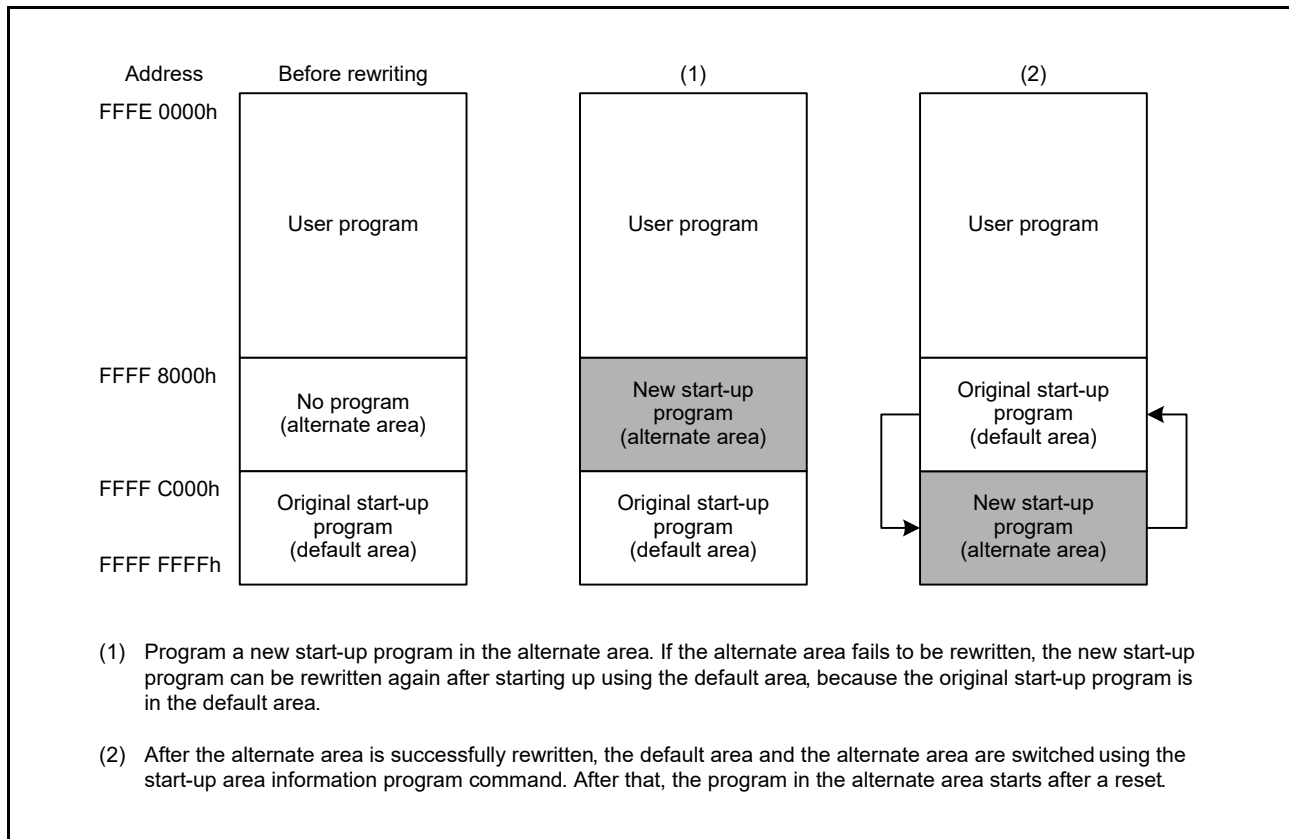 Address
Before rewriting
(1)
(2)
FFFE 0000h
User program
User program
User program
FFFF 8000h
No program
(alternate area)
New start-up
program
(alternate area)
Original start-up
program
(default area)
FFFF C000h
Original start-up
program
(default area)
Original start-up
program
(default area)
New start-up
program
(alternate area)
FFFF FFFFh
(1) Program a new start-up program in the alternate area. If the alternate area fails to be rewritten, the new start-up
program can be rewritten again after starting up using the default area, because the original start-up program is
in the default area.
(2) After the alternate area is successfully rewritten, the default area and the alternate area are switched using the
start-up area information program command. After that, the program in the alternate area starts after a reset.